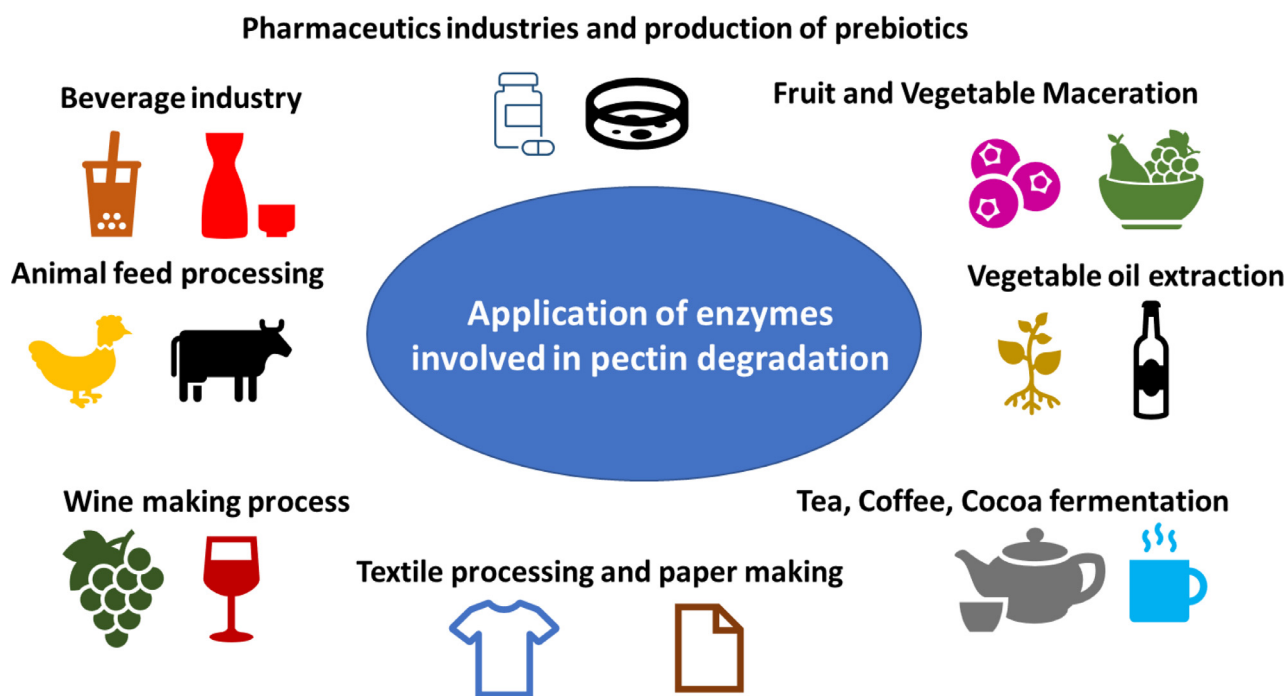 Pharmaceutics industries and production of prebiotics
Beverage industry
Fruit and Vegetable Maceration
Animal feed processing
Vegetable oil extraction
Application of enzymes
involved in pectin degradation
Wine making process
Tea, Coffee, Cocoa fermentation
Textile processing and paper making